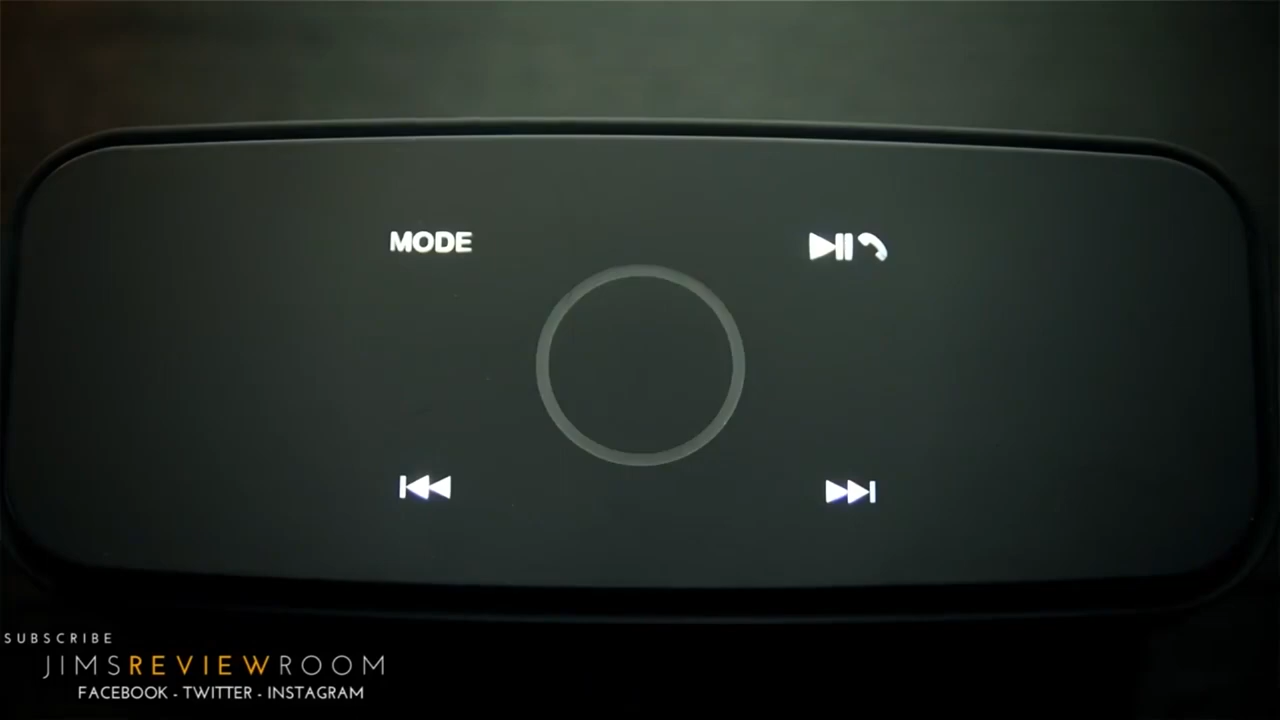 MODE
SUBSCRIBE
JIMSREVIEWROOM
FACEBOOK - TWITTER - INSTAGRAM